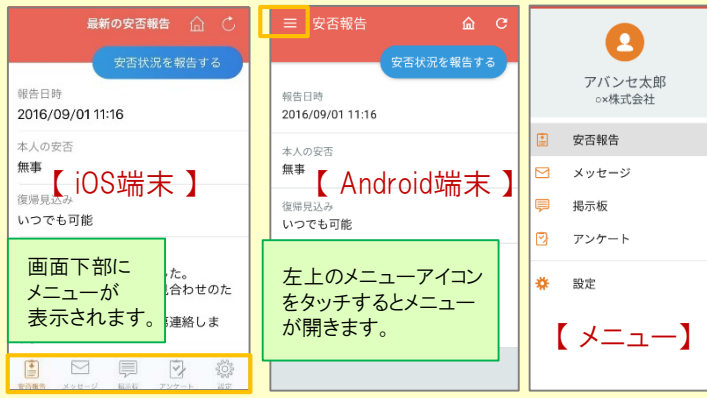 最新の安否報告
安否状況を報告する
報告日時
2016/09/01 11:16
本人の安否
無事
【 iOS端末 】
復帰見込み
いつでも可能
画面下部に
メニューが
表示されます。
た。
合わせのた
連絡しま
安否報告
メッセージ
掲示板
アンケート
設定
安否報告
安否状況を報告する
報告日時
2016/09/01 11:16
本人の安否
無事
【 Android端末 】
復帰見込み
いつでも可能
左上のメニューアイコン
をタッチするとメニュー
が開きます。
アバンセ太郎
○×株式会社
安否報告
メッセージ
掲示板
アンケート
設定
【 メニュー】